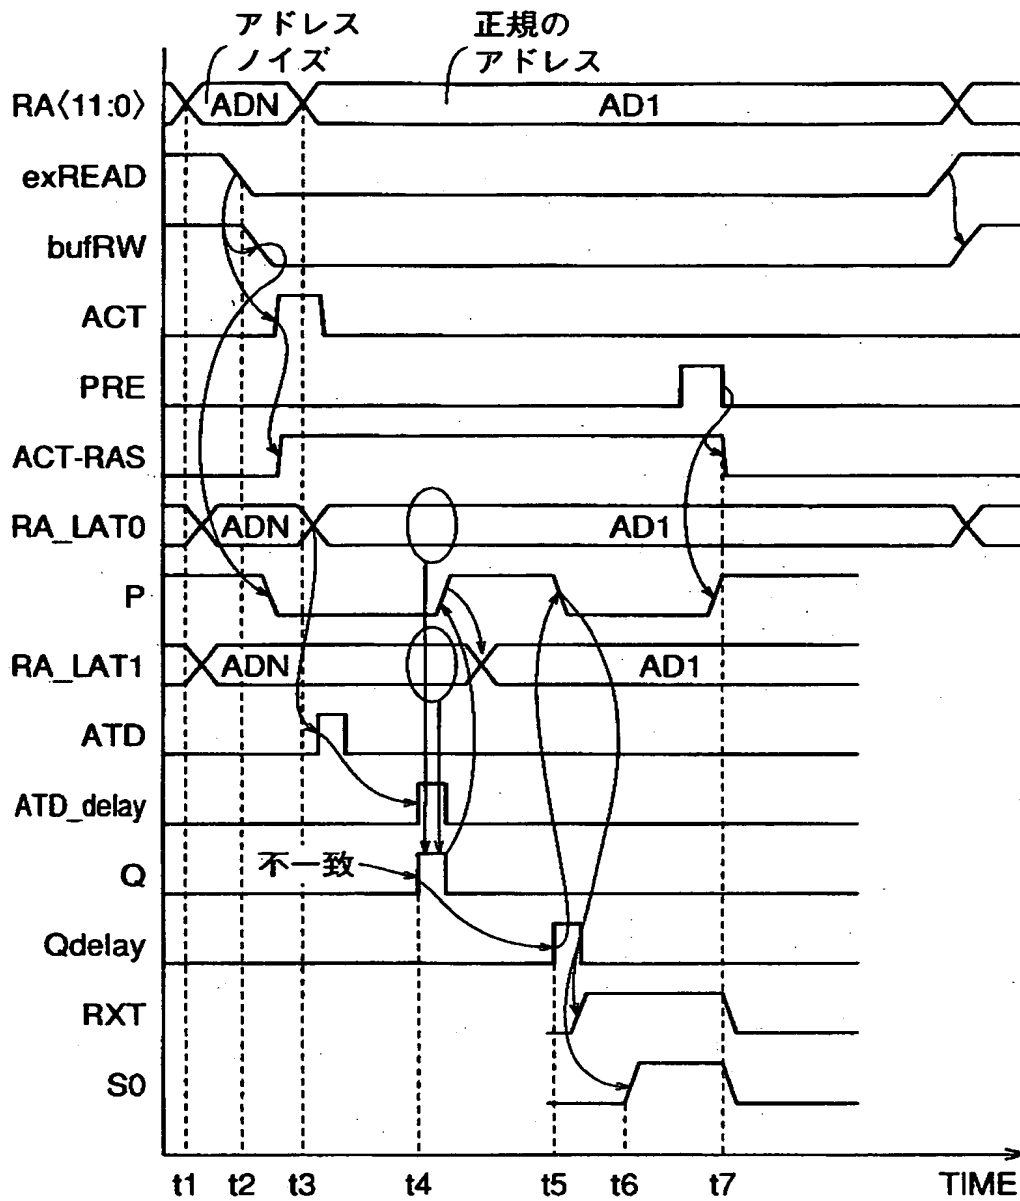 アドレス
ノイズ
正規の
アドレス
RA〈11:0〉 ADN AD1
exREAD
bufRW
ACT
PRE
ACT-RAS
RA_LAT0 ADN AD1
P
RA_LAT1 ADN AD1
ATD
ATD_delay
不一致
Q
Qdelay
RXT
S0
t1 t2 t3 t4 t5 t6 t7 TIME